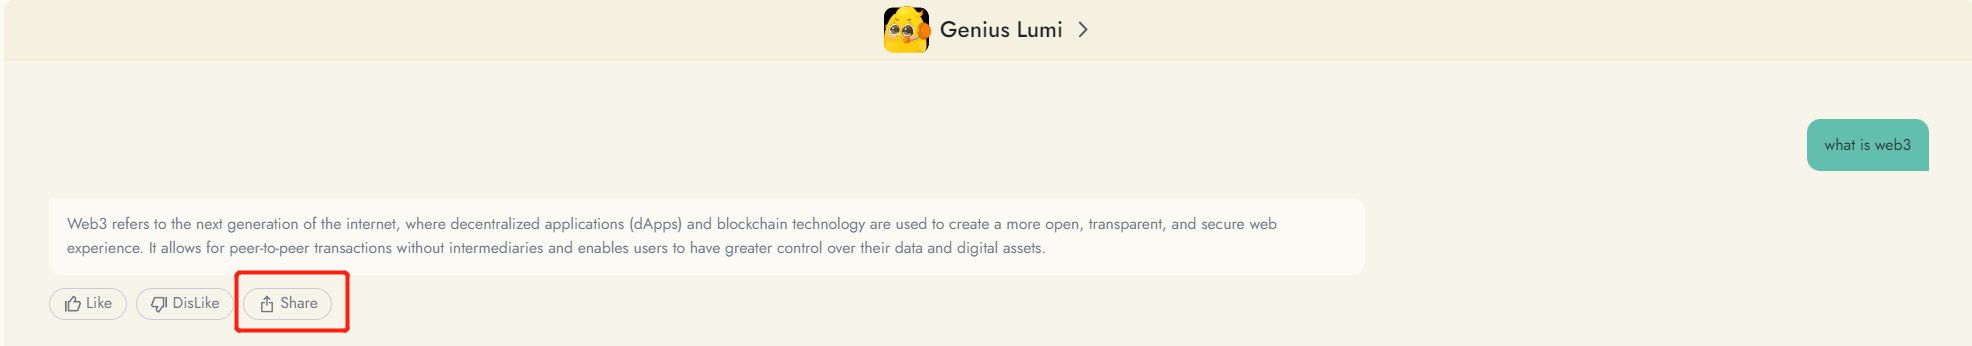 Genius Lumi
what is web3
Web3 refers to the next generation of the internet, where decentralized applications (dApps) and blockchain technology are used to create a more open, transparent, and secure web
experience. It allows for peer-to-peer transactions without intermediaries and enables users to have greater control over their data and digital assets.
Like DisLike Share